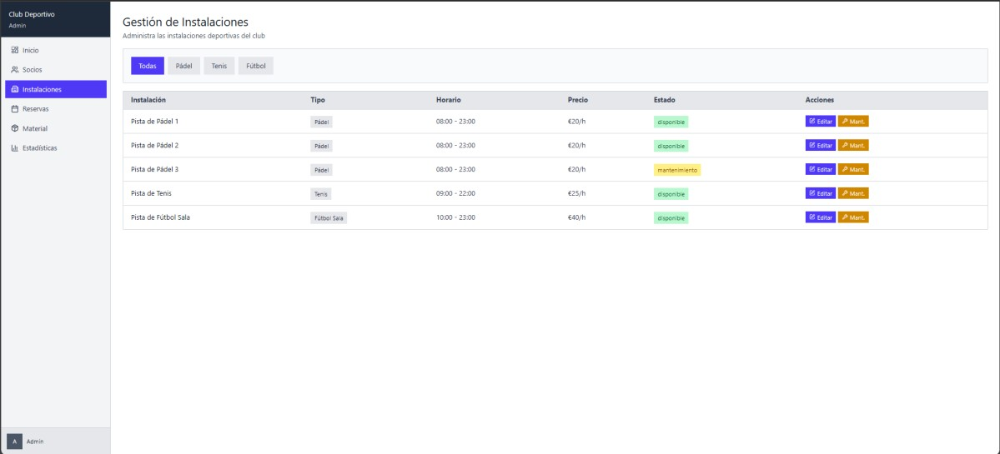 Club Deportivo
Admin
Inicio
Socios
Instalaciones
Reservas
Material
Estadísticas
A Admin
Gestión de Instalaciones
Administra las instalaciones deportivas del club
Todas Pádel Tenis Fútbol
Instalación Tipo Horario Precio Estado Acciones
Pista de Pádel 1 Pádel 08:00 - 23:00 €20/h disponible Editar Mant.
Pista de Pádel 2 Pádel 08:00 - 23:00 €20/h disponible Editar Mant.
Pista de Pádel 3 Pádel 08:00 - 23:00 €20/h mantenimiento Editar Mant.
Pista de Tenis Tenis 09:00 - 22:00 €25/h disponible Editar Mant.
Pista de Fútbol Sala Fútbol Sala 10:00 - 23:00 €40/h disponible Editar Mant.